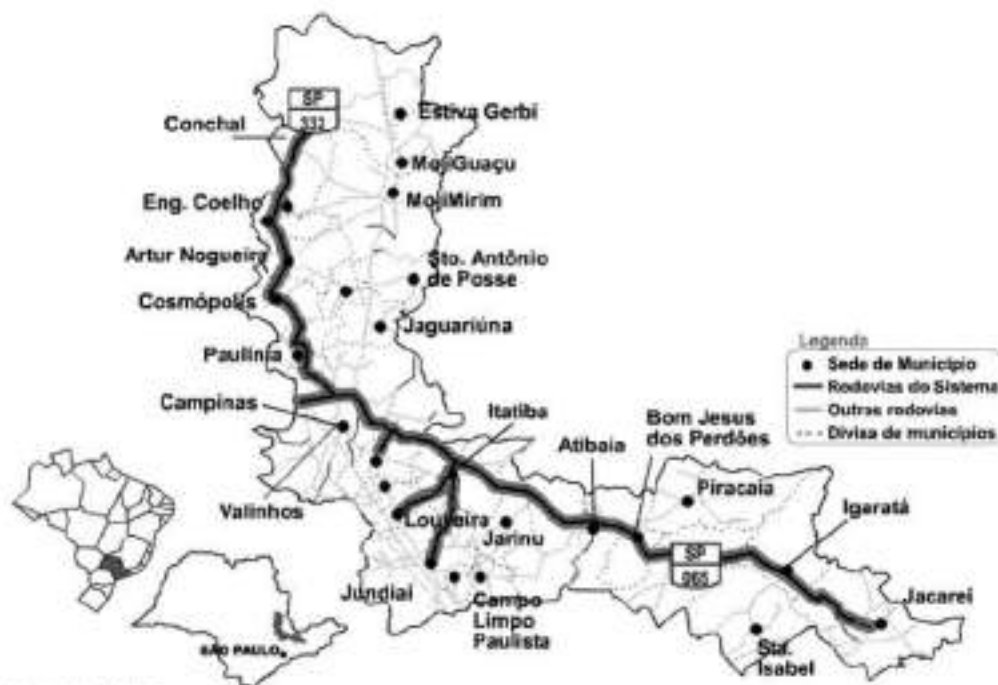 SP
332
Conchal
Estiva Gerbi
MojiGuaçu
MojiMirim
Eng. Coelho
Artur Nogueira
Sto. Antônio
de Posse
Cosmópolis
Jaguariúna
Paulínia
Legenda
Sede de Município
Rodovias do Sistema
Outras rodovias
Divisa de municípios
Campinas
Itatiba
Bom Jesus
dos Perdões
Atibaia
Piracaia
Igaratá
Valinhos
Louveira
Jarinu
SP
065
Jundiaí
Campo
Limpo
Paulista
Jacareí
Sta.
Isabel
SÃO PAULO